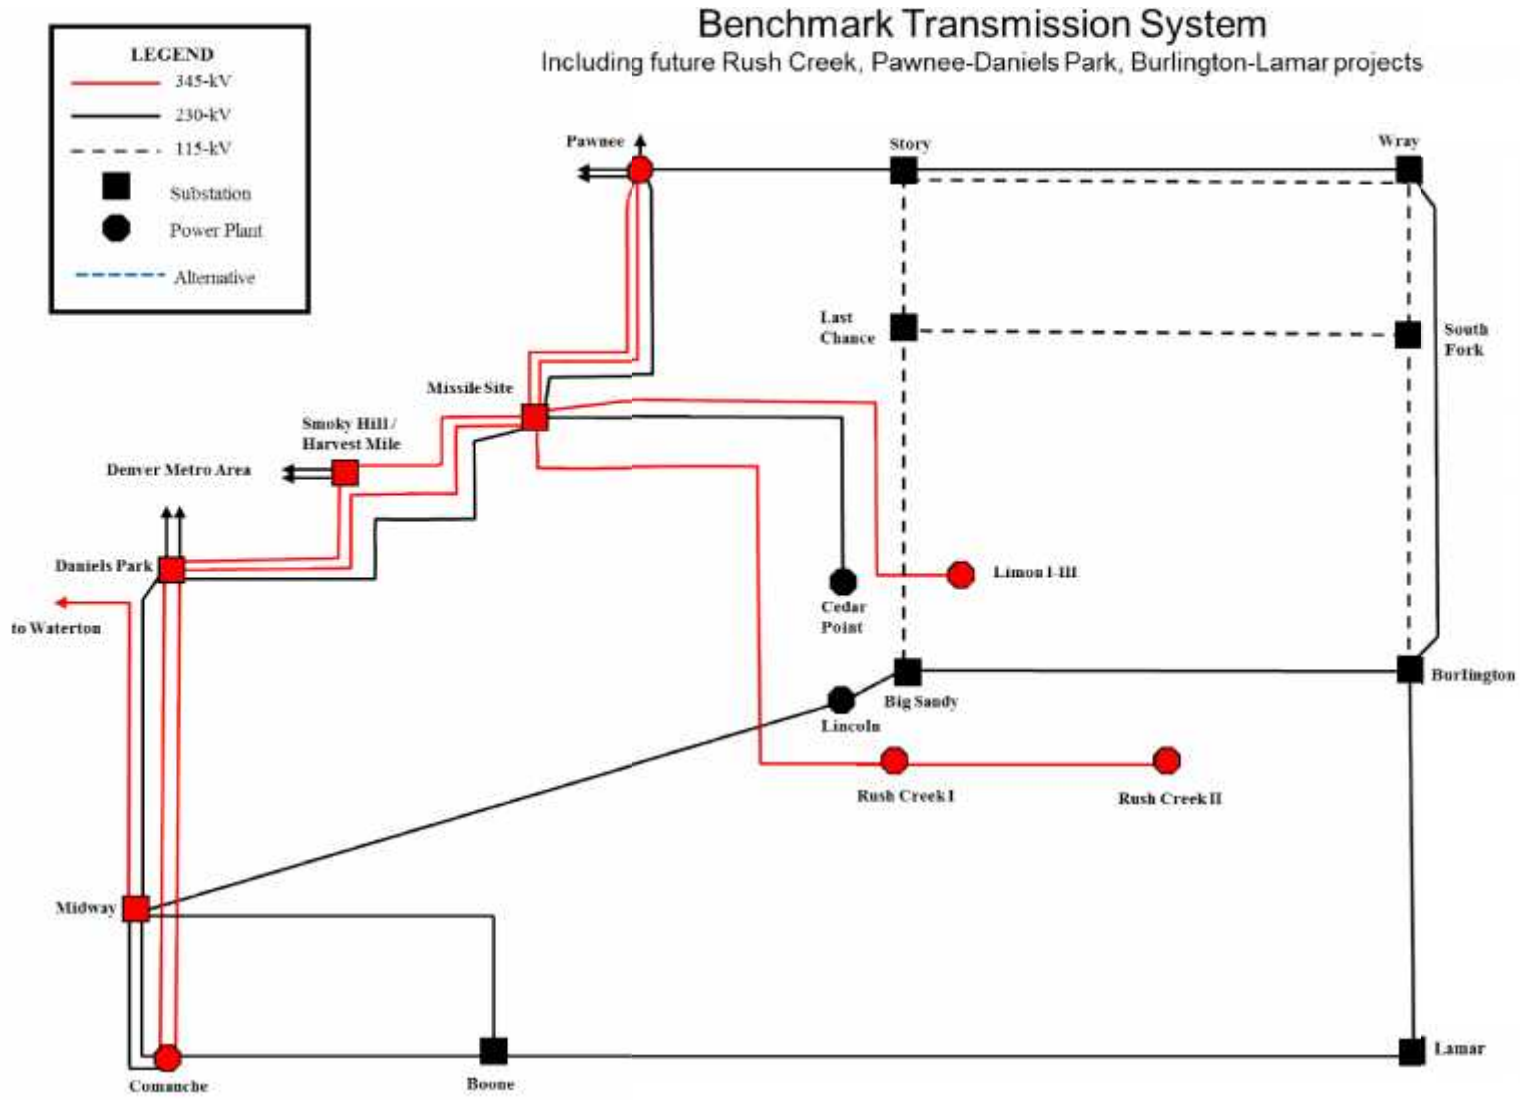 Benchmark Transmission System
Including future Rush Creek, Pawnee-Daniels Park, Burlington-Lamar projects
LEGEND
345-kV
230-kV
115-kV
Substation
Power Plant
Alternative
Pawnee
Story
Wray
Last
Chance
South
Fork
Missile Site
Smoky Hill /
Harvest Mile
Denver Metro Area
Daniels Park
to Waterton
Limon I-III
Cedar
Point
Big Sandy
Burlington
Lincoln
Rush Creek I
Rush Creek II
Midway
Comanche
Boone
Lamar